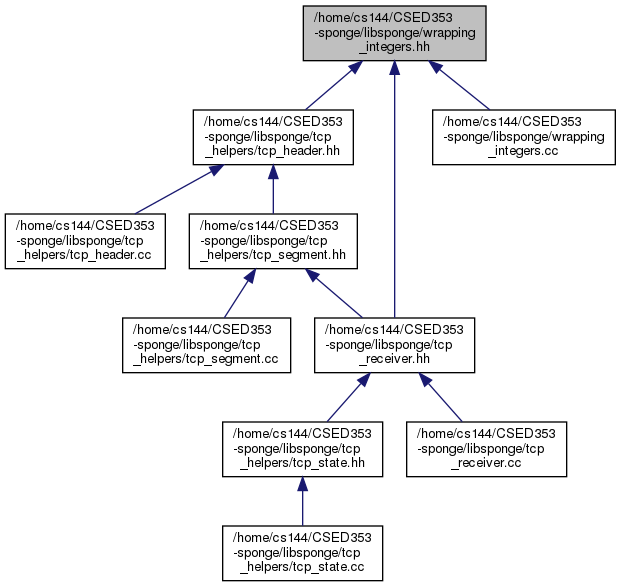 /home/cs144/CSED353
-sponge/libsponge/wrapping
_integers.hh
/home/cs144/CSED353
-sponge/libsponge/tcp
_helpers/tcp_header.hh
/home/cs144/CSED353
-sponge/libsponge/wrapping
_integers.cc
/home/cs144/CSED353
-sponge/libsponge/tcp
_helpers/tcp_header.cc
/home/cs144/CSED353
-sponge/libsponge/tcp
_helpers/tcp_segment.hh
/home/cs144/CSED353
-sponge/libsponge/tcp
_helpers/tcp_segment.cc
/home/cs144/CSED353
-sponge/libsponge/tcp
_receiver.hh
/home/cs144/CSED353
-sponge/libsponge/tcp
_helpers/tcp_state.hh
/home/cs144/CSED353
-sponge/libsponge/tcp
_receiver.cc
/home/cs144/CSED353
-sponge/libsponge/tcp
_helpers/tcp_state.cc